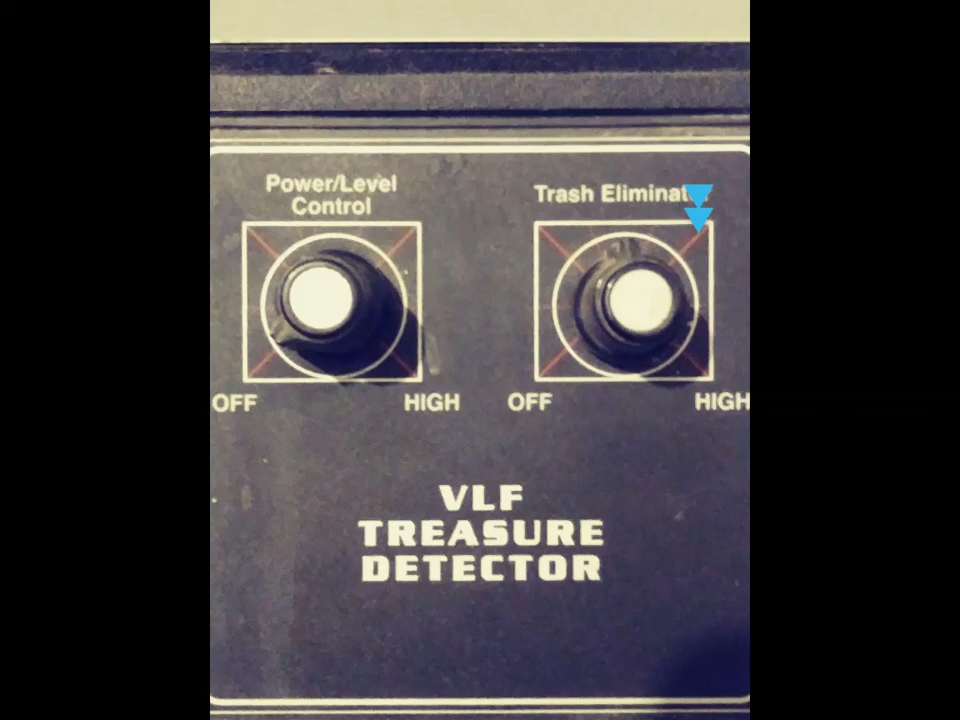 Power/Level
Control
Trash
OFF
HIGH
OFF
HIGH
VLF
TREASURE
DETECTOR